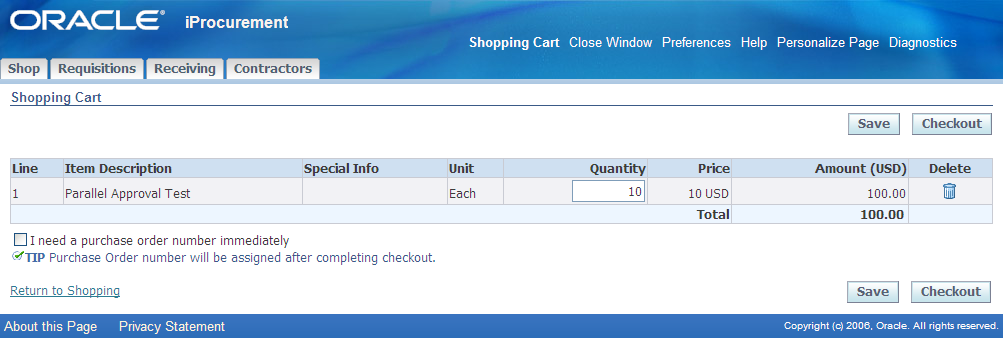 ORACLE® iProcurement
Shopping Cart Close Window Preferences Help Personalize Page Diagnostics
Shop Requisitions Receiving Contractors
Shopping Cart
Save Checkout
Line Item Description Special Info Unit Quantity Price Amount (USD) Delete
1 Parallel Approval Test Each 10 10 USD 100.00
Total 100.00
I need a purchase order number immediately
TIP Purchase Order number will be assigned after completing checkout.
Return to Shopping Save Checkout
About this Page Privacy Statement Copyright (c) 2006, Oracle. All rights reserved.